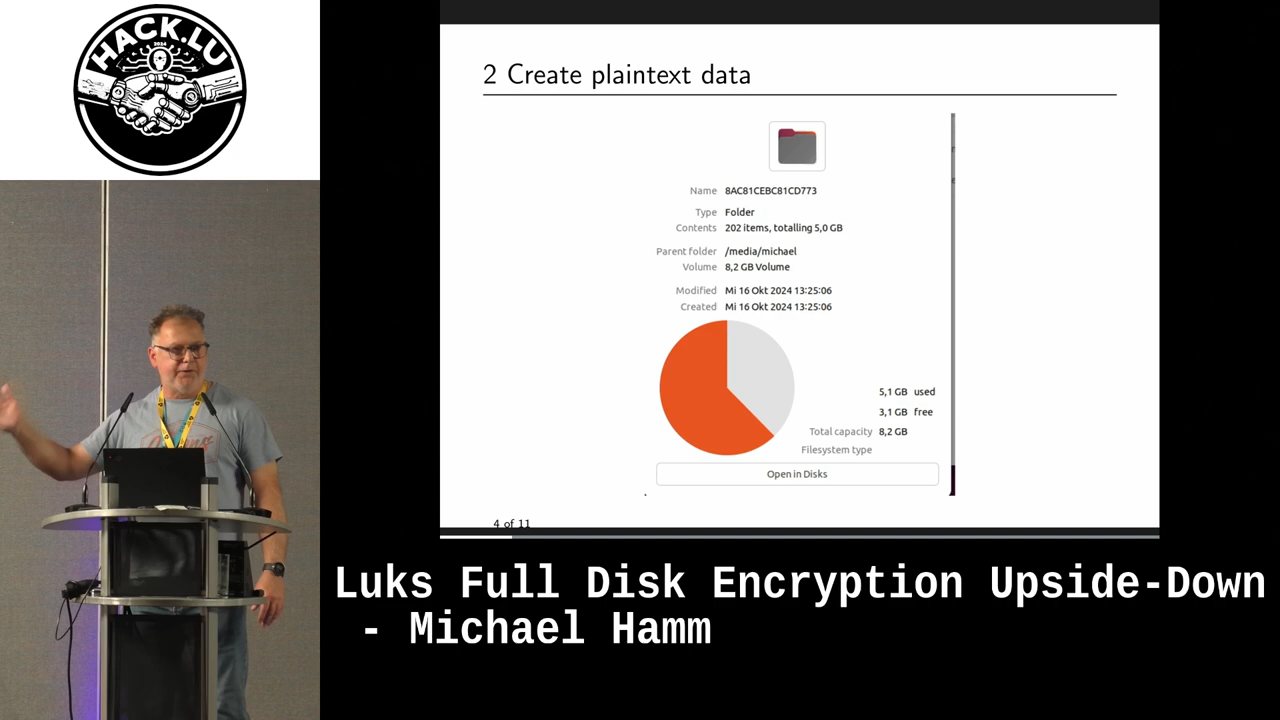 HACK.LU
2024
2 Create plaintext data
Name 8AC81CEBC81CD773
Type Folder
Contents 202 items, totalling 5,0 GB
Parent folder /media/michael
Volume 8,2 GB Volume
Modified Mi 16 Okt 2024 13:25:06
Created Mi 16 Okt 2024 13:25:06
5,1 GB used
3,1 GB free
Total capacity 8,2 GB
Filesystem type
Open in Disks
4 of 11
Luks Full Disk Encryption Upside-Down
- Michael Hamm